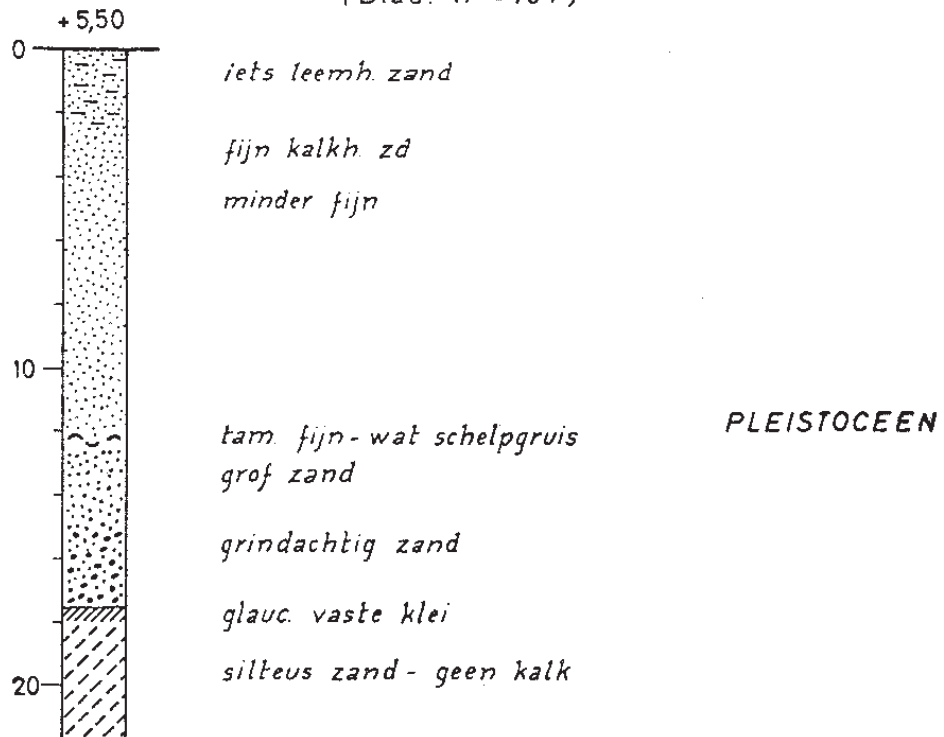 +5,50
0
iets leemh. zand
fijn kalkh. zd
minder fijn
10
tam. fijn - wat schelpgruis
PLEISTOCEEN
grof zand
grindachtig zand
glauc. vaste klei
silteus zand - geen kalk
20